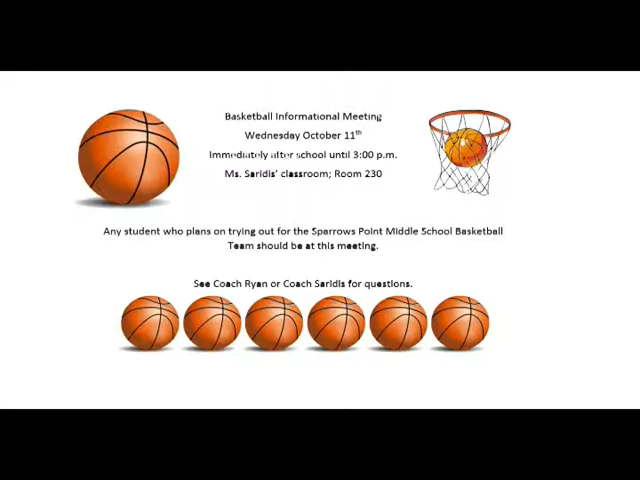 Basketball Informational Meeting
Wednesday October 11th
Immediately after school until 3:00 p.m.
Ms. Saridis' classroom; Room 230
Any student who plans on trying out for the Sparrows Point Middle School Basketball
Team should be at this meeting.
See Coach Ryan or Coach Saridis for questions.